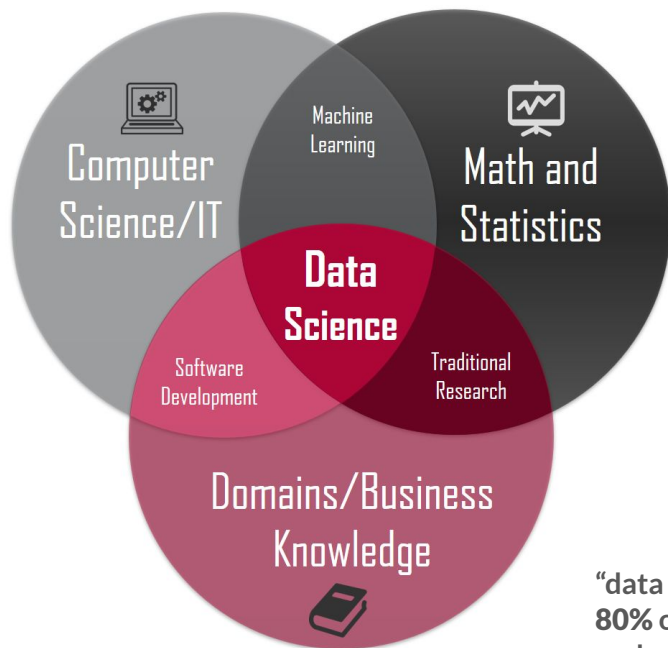 Machine
Learning
Computer
Science/IT
Math and
Statistics
Data
Science
Software
Development
Traditional
Research
Domains/Business
Knowledge
“data
80%